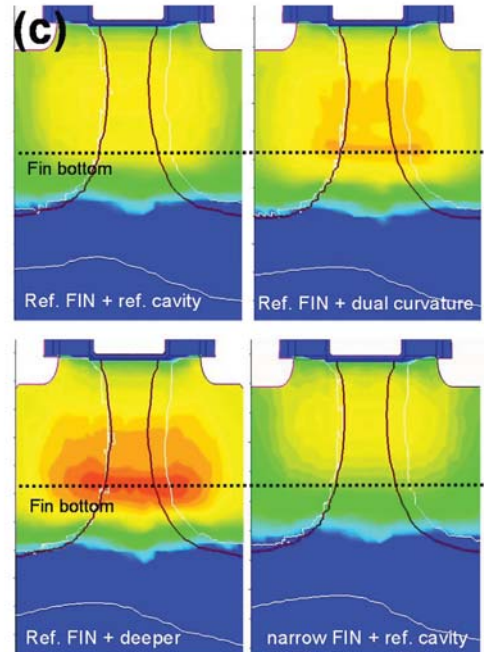 (c)
Fin bottom
Ref. FIN + ref. cavity
Ref. FIN + dual curvature
Fin bottom
Ref. FIN + deeper
narrow FIN + ref. cavity